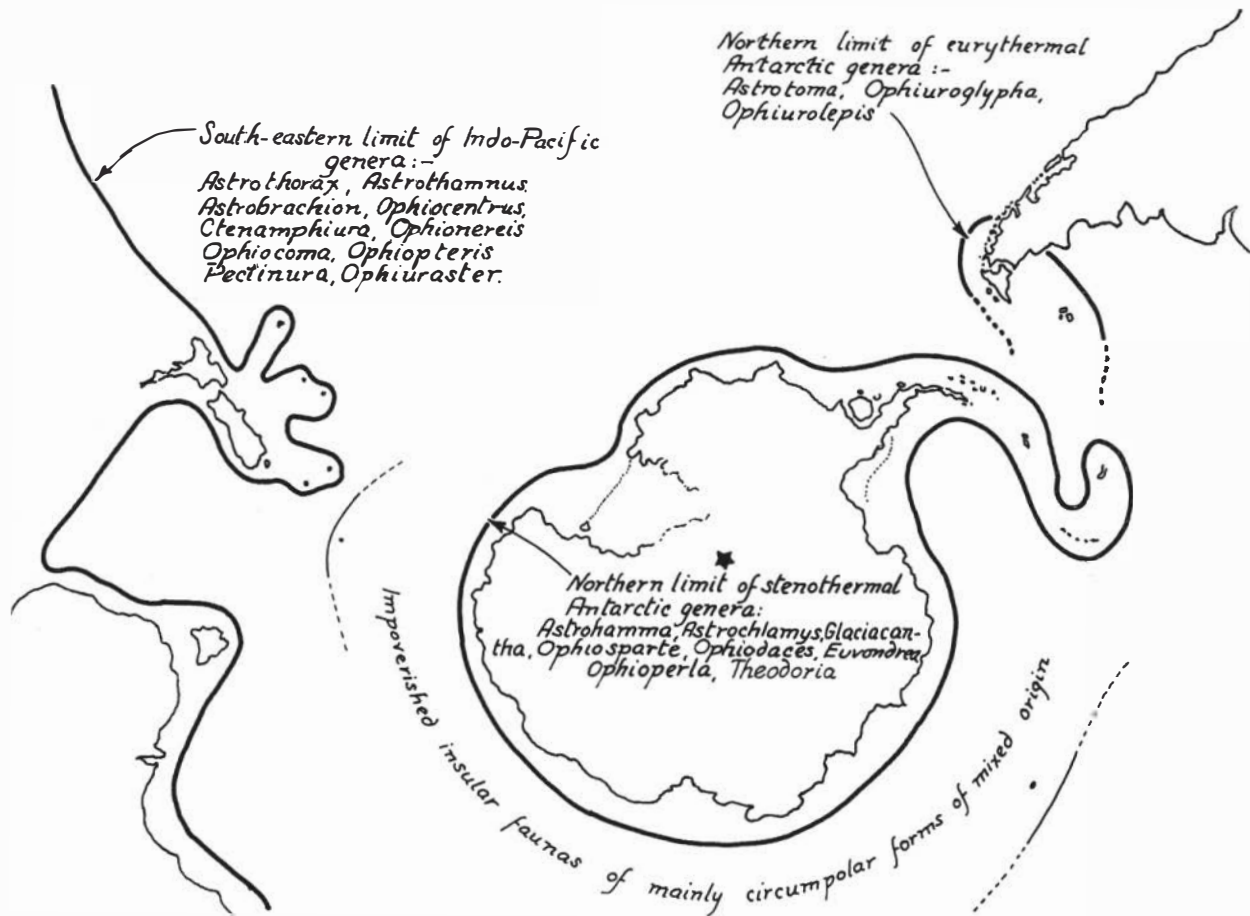 Northern limit of eurythermal
Antarctic genera :-
Astrotoma, Ophiuroglypha,
Ophiurolepis
South-eastern limit of Indo-Pacific
genera :-
Astrothorax, Astrothamnus.
Astrobrachion, Ophiocentrus,
Ctenamphiura, Ophionereis
Ophiocoma, Ophiopteris
Pectinura, Ophiuraster.
Northern limit of stenothermal
Antarctic genera:
Astrohamma, Astrochlamys, Glaciacan-
tha, Ophiosparte, Ophiodaces, Euvondrea,
Ophioperla, Theodoria
Impoverished insular faunas of mainly circumpolar forms of mixed origin